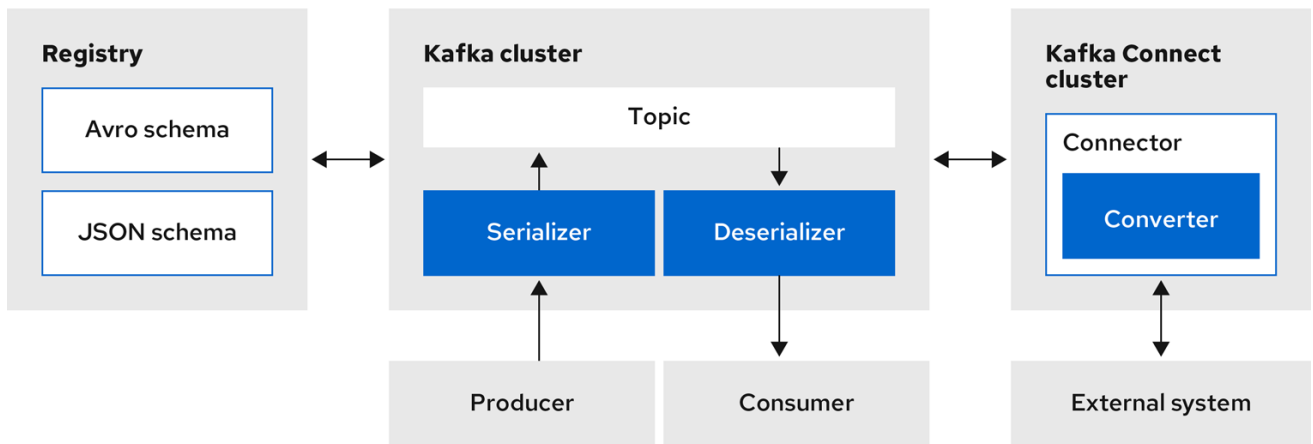 Registry
Avro schema
JSON schema
Kafka cluster
Topic
Serializer
Deserializer
Producer
Consumer
Kafka Connect
cluster
Connector
Converter
External system